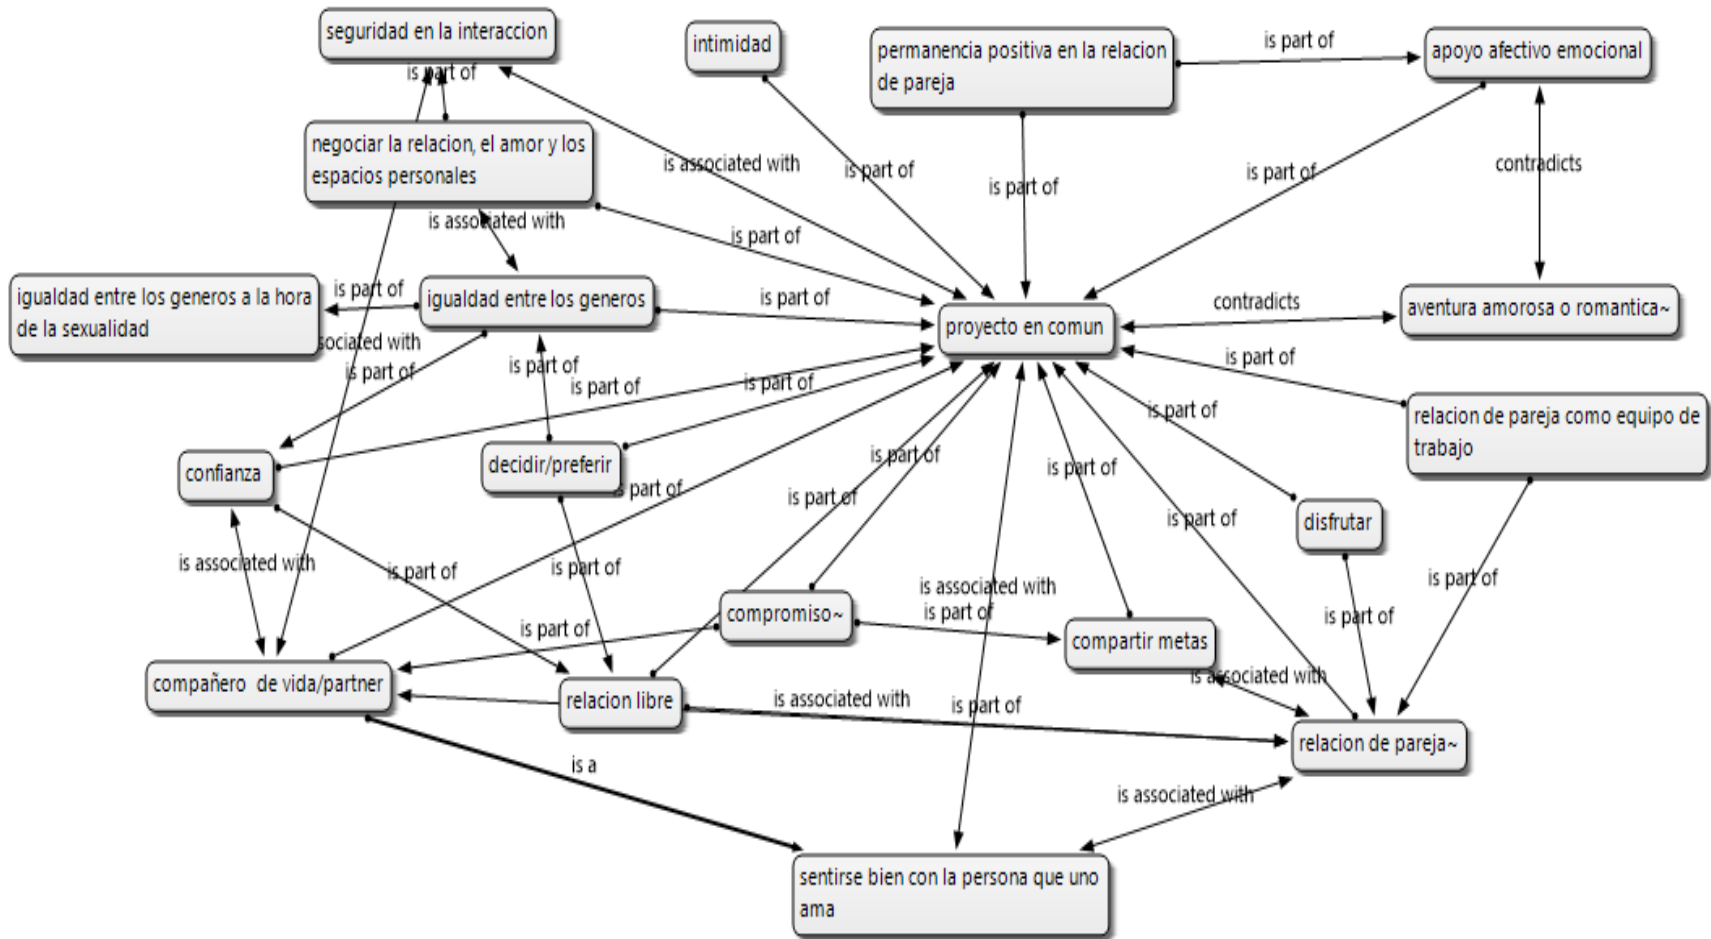 seguridad en la interaccion
intimidad
permanencia positiva en la relacion
de pareja
is part of
apoyo afectivo emocional
is part of
negociar la relacion, el amor y los
espacios personales
is associated with
is part of
is part of
is part of
contradicts
is associated with
is part of
igualdad entre los generos a la hora
de la sexualidad
is part of
igualdad entre los generos
is part of
proyecto en comun
contradicts
aventura amorosa o romantica~
sociated with
is part of
is part of
is part of
is part of
is part of
is part of
relacion de pareja como equipo de
trabajo
confianza
decidir/preferir
is part of
is part of
is part of
is part of
is part of
disfrutar
is associated with
is part of
is part of
is associated with
is part of
is part of
is part of
compromiso~
is part of
compartir metas
compañero  de vida/partner
relacion libre
is associated with
is part of
is associated with
relacion de pareja~
is a
is associated with
sentirse bien con la persona que uno
ama